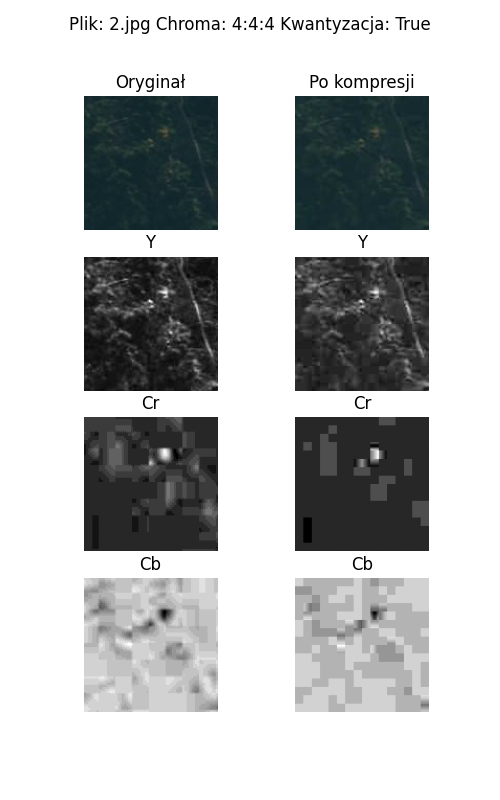 Plik: 2.jpg Chroma: 4:4:4 Kwantyzacja: True
Oryginał Po kompresji
Y Y
Cr Cr
Cb Cb